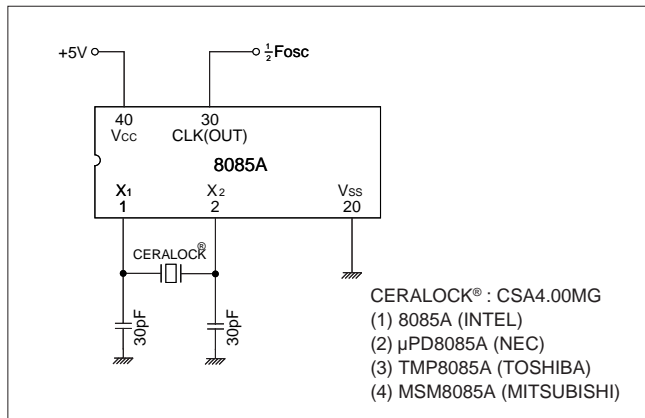 +5V
½Fosc
40
30
Vcc
CLK(OUT)
8085A
X1
X2
Vss
1
2
20
CERALOCK®
30pF
30pF
CERALOCK® : CSA4.00MG
(1) 8085A (INTEL)
(2) µPD8085A (NEC)
(3) TMP8085A (TOSHIBA)
(4) MSM8085A (MITSUBISHI)